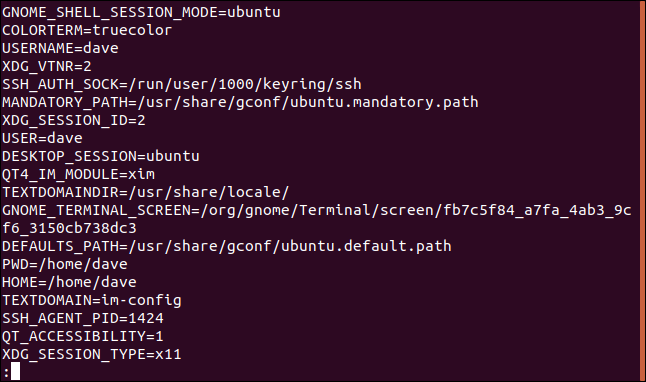 GNOME_SHELL_SESSION_MODE=ubuntu
COLORTERM=truecolor
USERNAME=dave
XDG_VTNR=2
SSH_AUTH_SOCK=/run/user/1000/keyring/ssh
MANDATORY_PATH=/usr/share/gconf/ubuntu.mandatory.path
XDG_SESSION_ID=2
USER=dave
DESKTOP_SESSION=ubuntu
QT4_IM_MODULE=xim
TEXTDOMAINDIR=/usr/share/locale/
GNOME_TERMINAL_SCREEN=/org/gnome/Terminal/screen/fb7c5f84_a7fa_4ab3_9c
f6_3150cb738dc3
DEFAULTS_PATH=/usr/share/gconf/ubuntu.default.path
PWD=/home/dave
HOME=/home/dave
TEXTDOMAIN=im-config
SSH_AGENT_PID=1424
QT_ACCESSIBILITY=1
XDG_SESSION_TYPE=x11
: